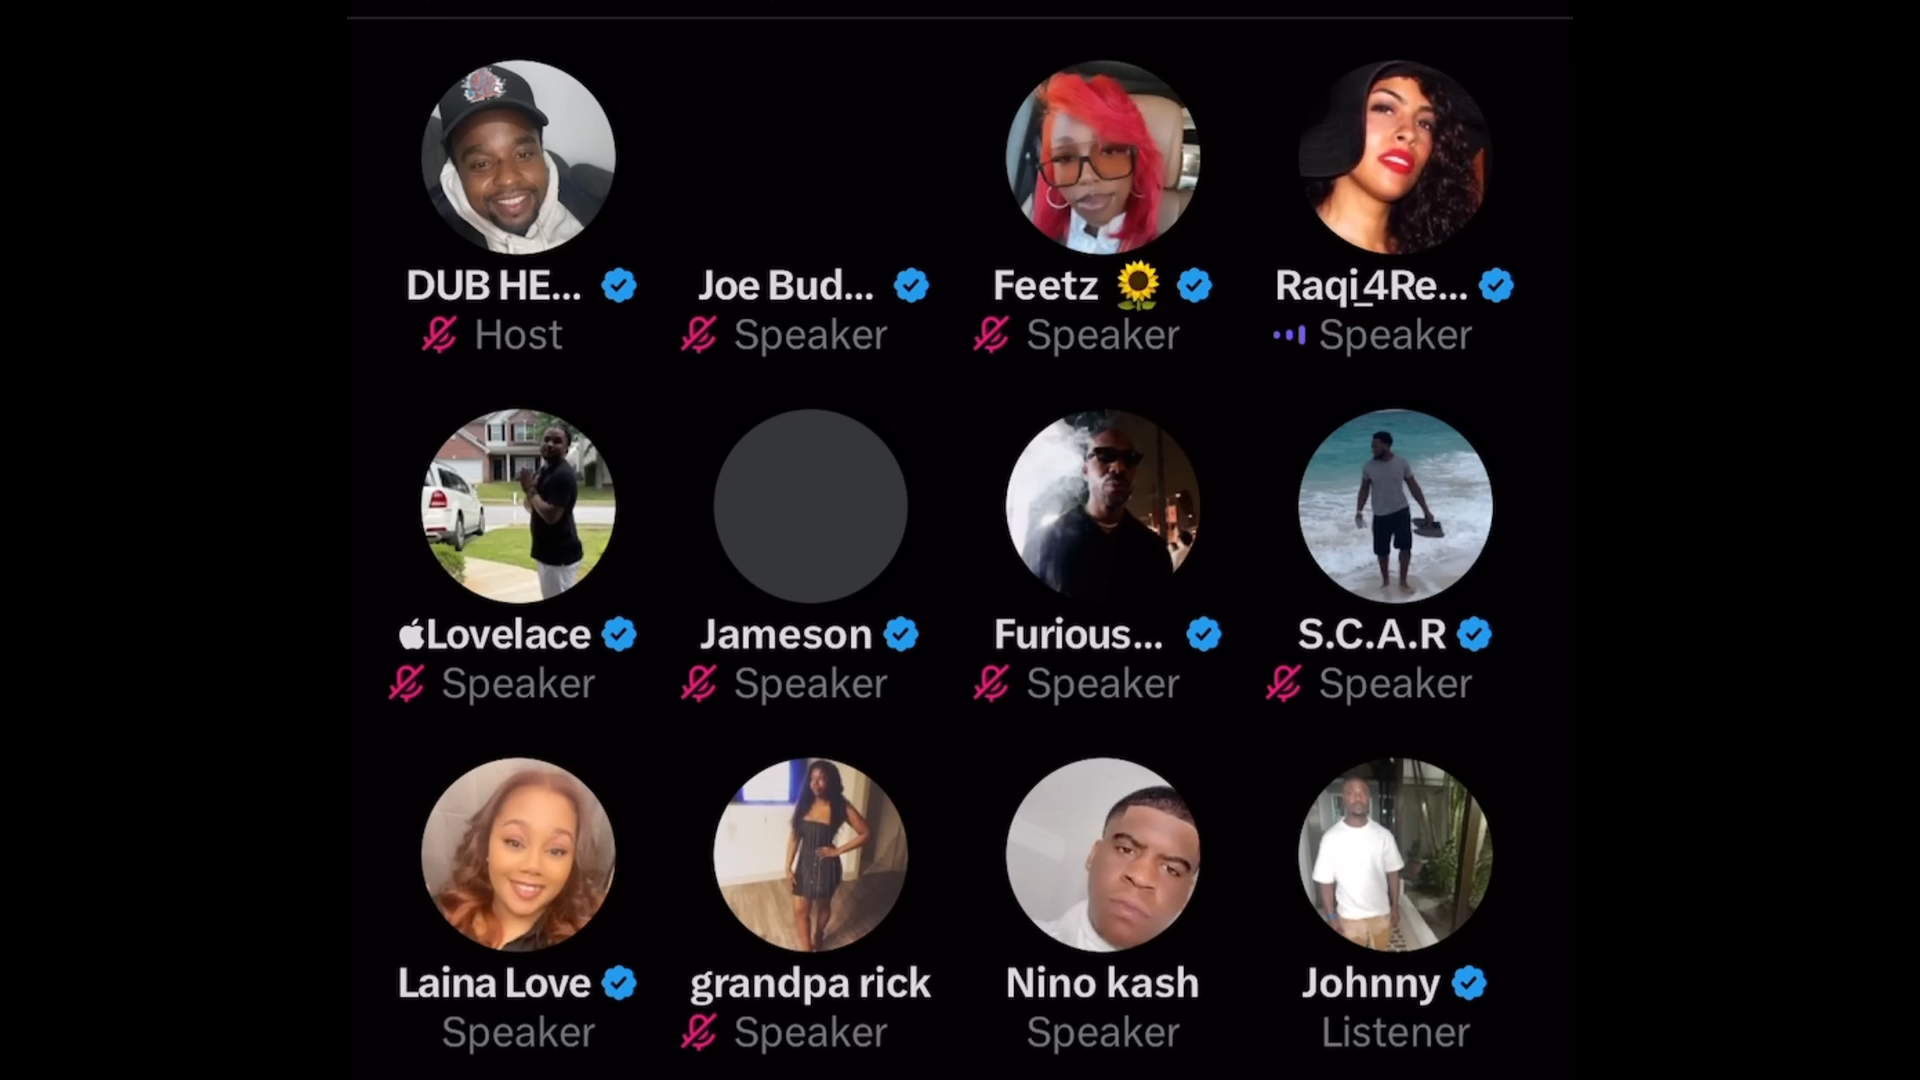 DUB HE... Joe Bud... Feetz 🌻 Raqi_4Re...
Host Speaker Speaker Speaker
Lovelace Jameson Furious... S.C.A.R
Speaker Speaker Speaker Speaker
Laina Love grandpa rick Nino kash Johnny
Speaker Speaker Speaker Listener